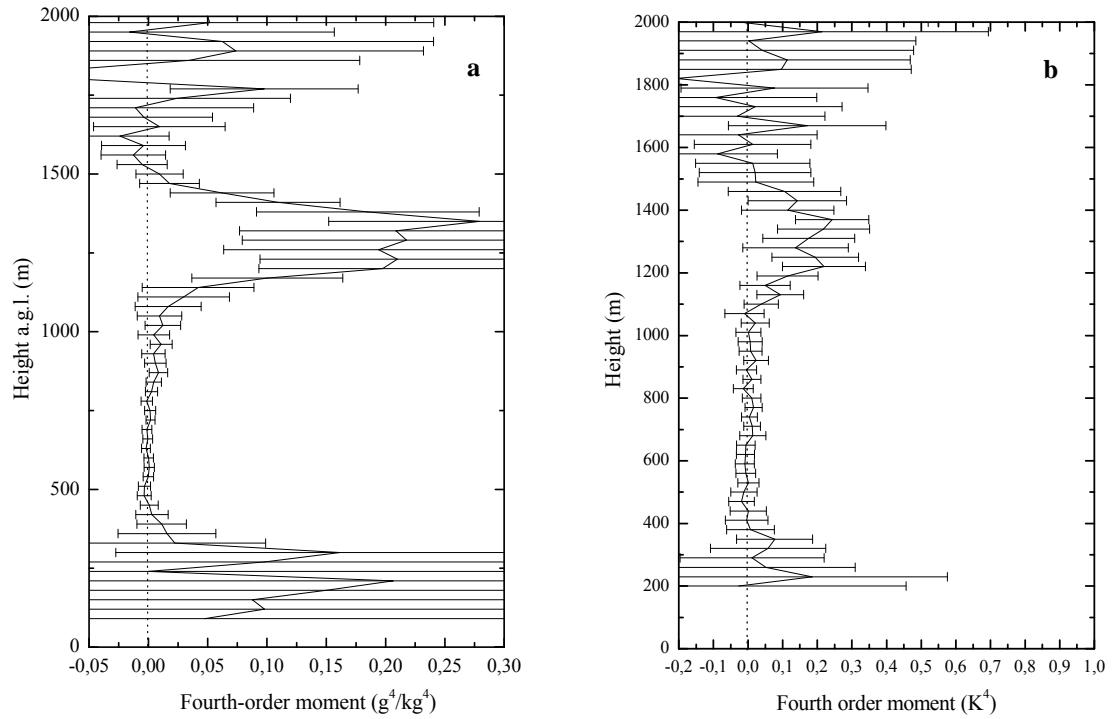 a
2000
1500
1000
500
0
Height a.g.l. (m)
-0,05 0,00 0,05 0,10 0,15 0,20 0,25 0,30
Fourth-order moment (g⁴/kg⁴)
b
2000
1800
1600
1400
1200
1000
800
600
400
200
0
Height (m)
-0,2 -0,1 0,0 0,1 0,2 0,3 0,4 0,5 0,6 0,7 0,8 0,9 1,0
Fourth order moment (K⁴)